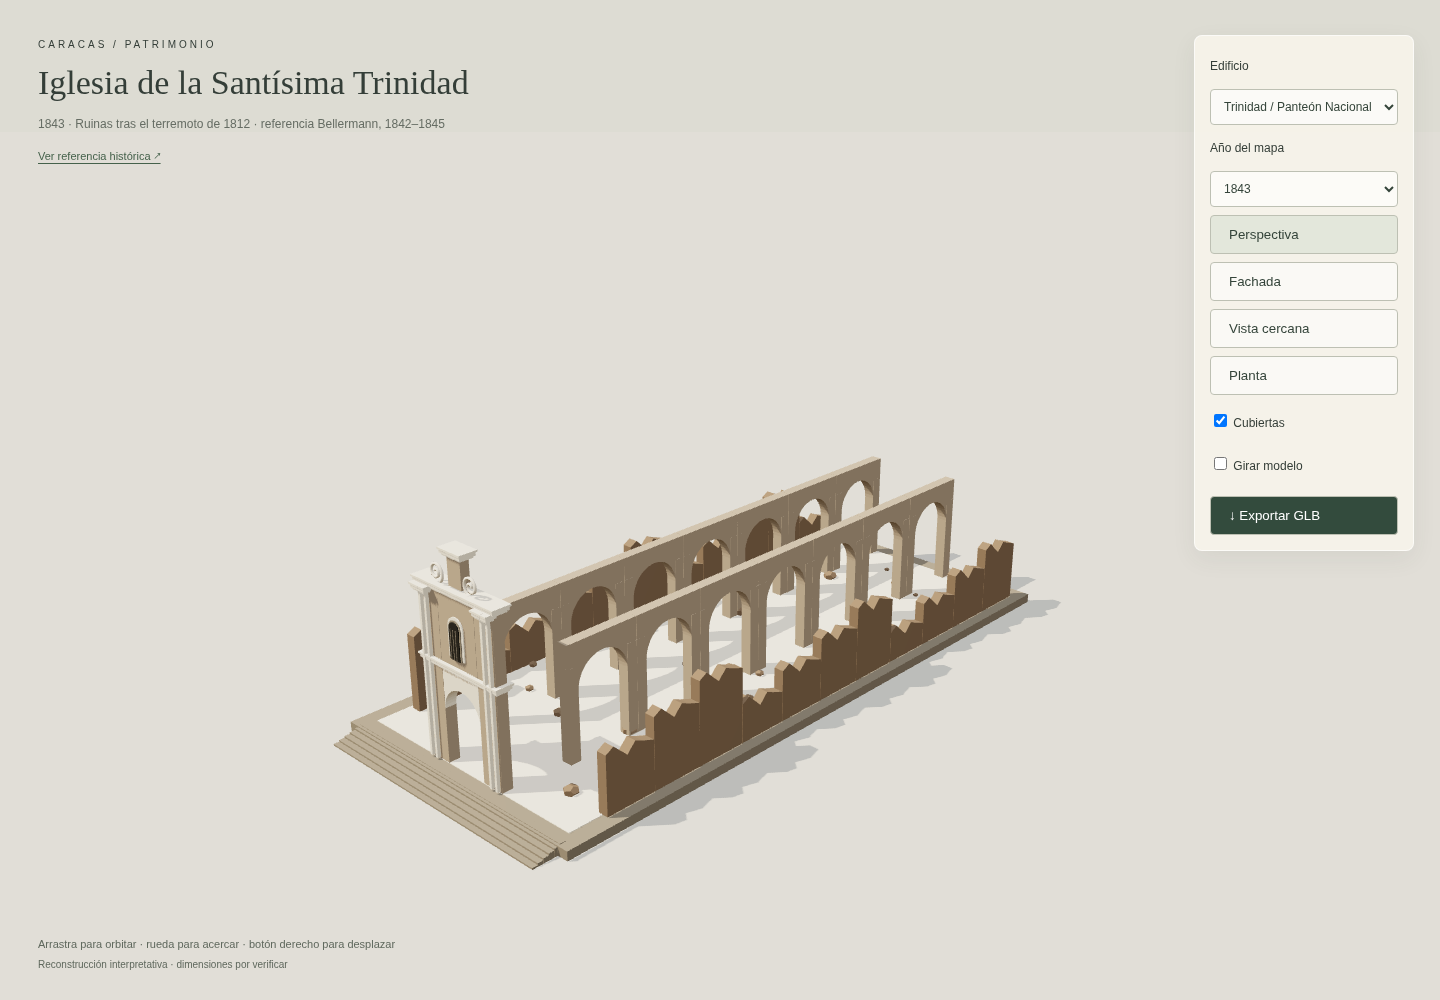 CARACAS / PATRIMONIO
Iglesia de la Santísima Trinidad
1843 · Ruinas tras el terremoto de 1812 · referencia Bellermann, 1842–1845
Ver referencia histórica ↗
Edificio
Trinidad / Panteón Nacional
Año del mapa
1843
Perspectiva
Fachada
Vista cercana
Planta
Cubiertas
Girar modelo
↓ Exportar GLB
Arrastra para orbitar · rueda para acercar · botón derecho para desplazar
Reconstrucción interpretativa · dimensiones por verificar